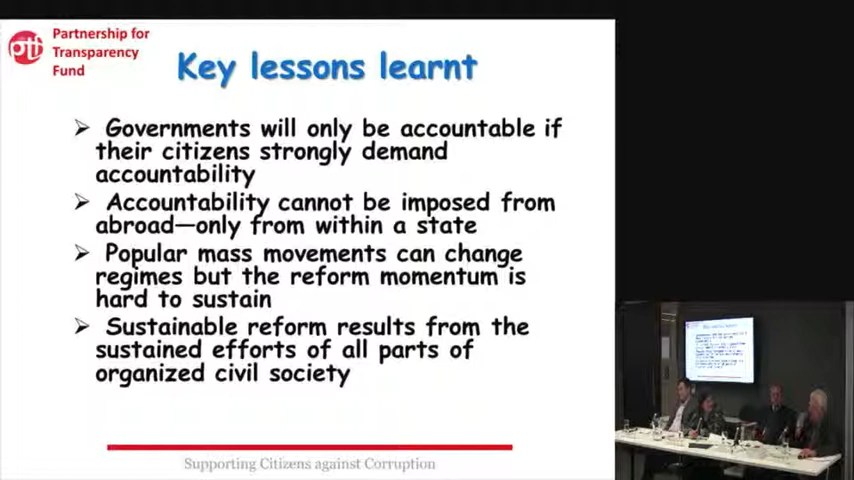 ptf
Partnership for
Transparency
Fund
Key lessons learnt
➢ Governments will only be accountable if
their citizens strongly demand
accountability
➢ Accountability cannot be imposed from
abroad—only from within a state
➢ Popular mass movements can change
regimes but the reform momentum is
hard to sustain
➢ Sustainable reform results from the
sustained efforts of all parts of
organized civil society
Supporting Citizens against Corruption